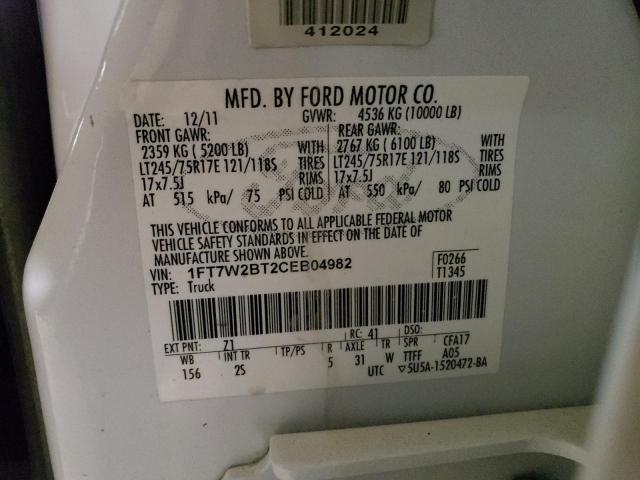 412024
MFD. BY FORD MOTOR CO.
DATE: 12/11 GVWR: 4536 KG (10000 LB)
FRONT GAWR: REAR GAWR:
2359 KG ( 5200 LB) WITH 2767 KG ( 6100 LB) WITH
LT245/75R17E 121/118S TIRES LT245/75R17E 121/118S TIRES
17x7.5J RIMS 17x7.5J RIMS
AT 515 kPa/ 75 PSI COLD AT 550 kPa/ 80 PSI COLD
THIS VEHICLE CONFORMS TO ALL APPLICABLE FEDERAL MOTOR
VEHICLE SAFETY STANDARDS IN EFFECT ON THE DATE OF
MANUFACTURE SHOWN ABOVE.
VIN: 1FT7W2BT2CEB04982 F0266
TYPE: Truck T1345
EXT PNT: Z1 RC: 41 DSO:
WB INT TR TP/PS R AXLE TR SPR CFA17
156 2S 5 31 W TTFF A05
UTC ▽5U5A-1520472-BA